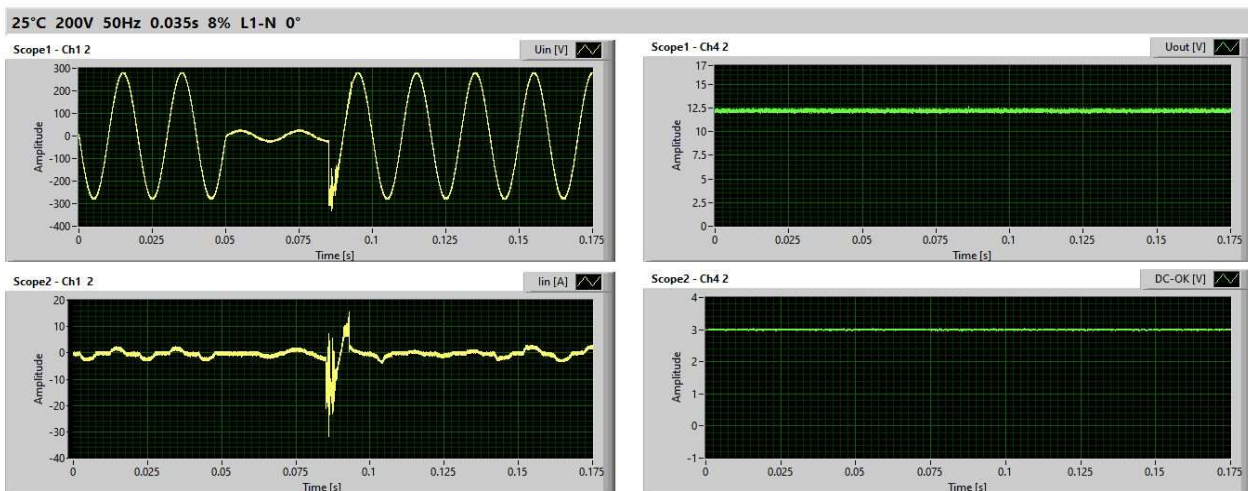 25°C 200V 50Hz 0.035s 8% L1-N 0°
Scope1 - Ch1 2
Uin [V]
300
200
100
0
-100
-200
-300
-400
Amplitude
0 0.025 0.05 0.075 0.1 0.125 0.15 0.175
Time [s]
Scope1 - Ch4 2
Uout [V]
17
15
12.5
10
7.5
5
2.5
0
Amplitude
0 0.025 0.05 0.075 0.1 0.125 0.15 0.175
Time [s]
Scope2 - Ch1 2
Iin [A]
20
10
0
-10
-20
-30
-40
Amplitude
0 0.025 0.05 0.075 0.1 0.125 0.15 0.175
Time [s]
Scope2 - Ch4 2
DC-OK [V]
4
3
2
1
0
-1
Amplitude
0 0.025 0.05 0.075 0.1 0.125 0.15 0.175
Time [s]